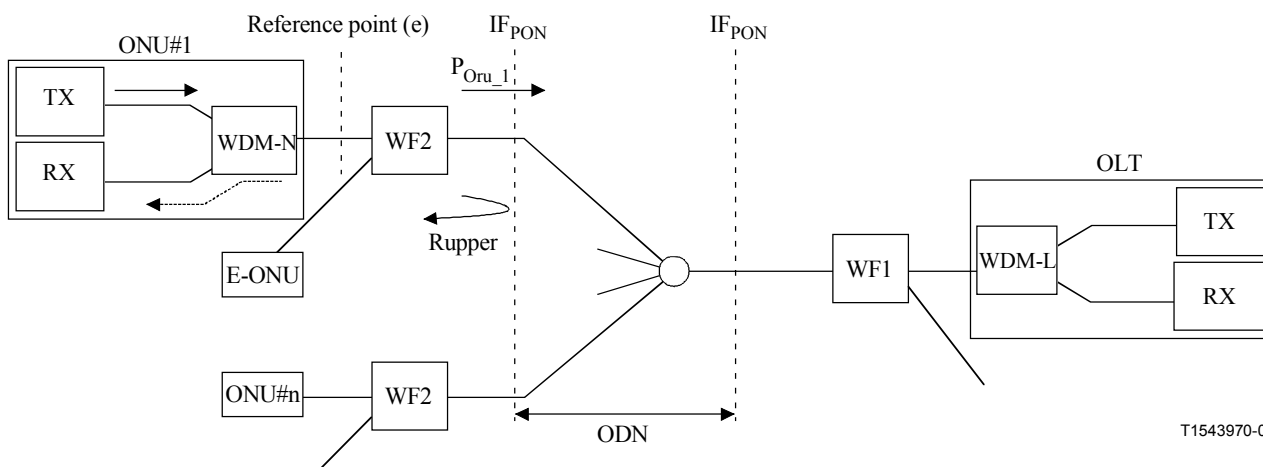 Reference point (e)
IF_PON
IF_PON
ONU#1
P_Oru_1
TX
WDM-N
WF2
RX
OLT
Rupper
TX
E-ONU
WF1
WDM-L
RX
ONU#n
WF2
ODN